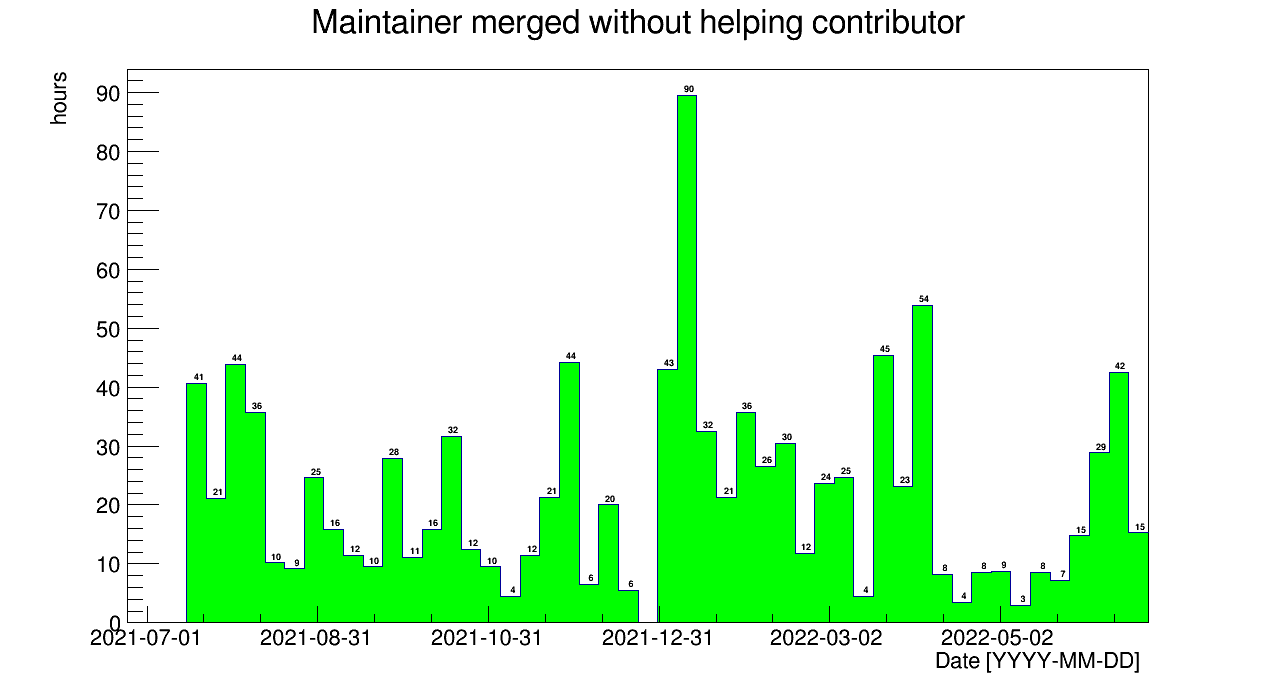 Maintainer merged without helping contributor
hours
90
80
70
60
50
40
30
20
10
0
41 21 44 36 10 9 25 16 12 10 28 11 16 32 12 10 4 12 21 44 6 20 6 43 90 32 21 36 26 30 12 24 25 4 45 23 54 8 4 8 9 3 8 7 15 29 42 15
2021-07-01 2021-08-31 2021-10-31 2021-12-31 2022-03-02 2022-05-02
Date [YYYY-MM-DD]